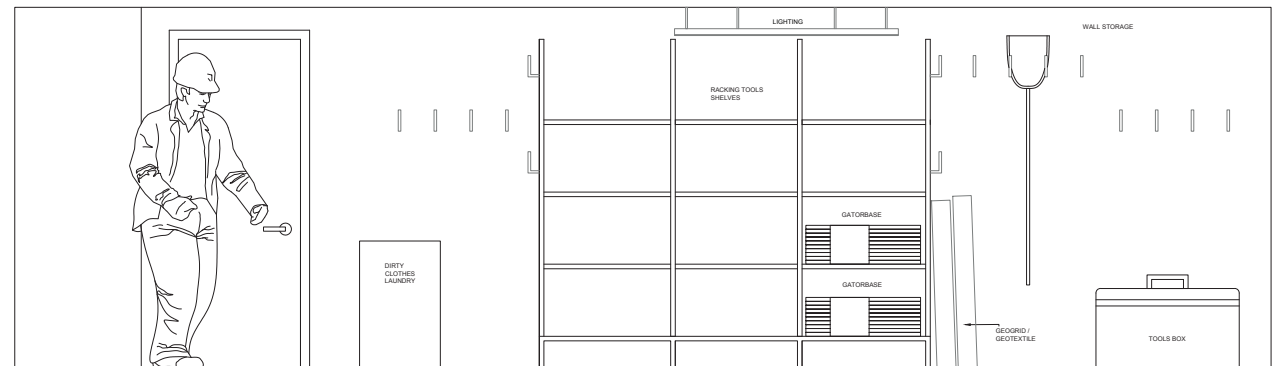 LIGHTING
WALL STORAGE
RACKING TOOLS
SHELVES
GATORBASE
DIRTY
CLOTHES
LAUNDRY
GATORBASE
GEOGRID /
GEOTEXTILE
TOOLS BOX